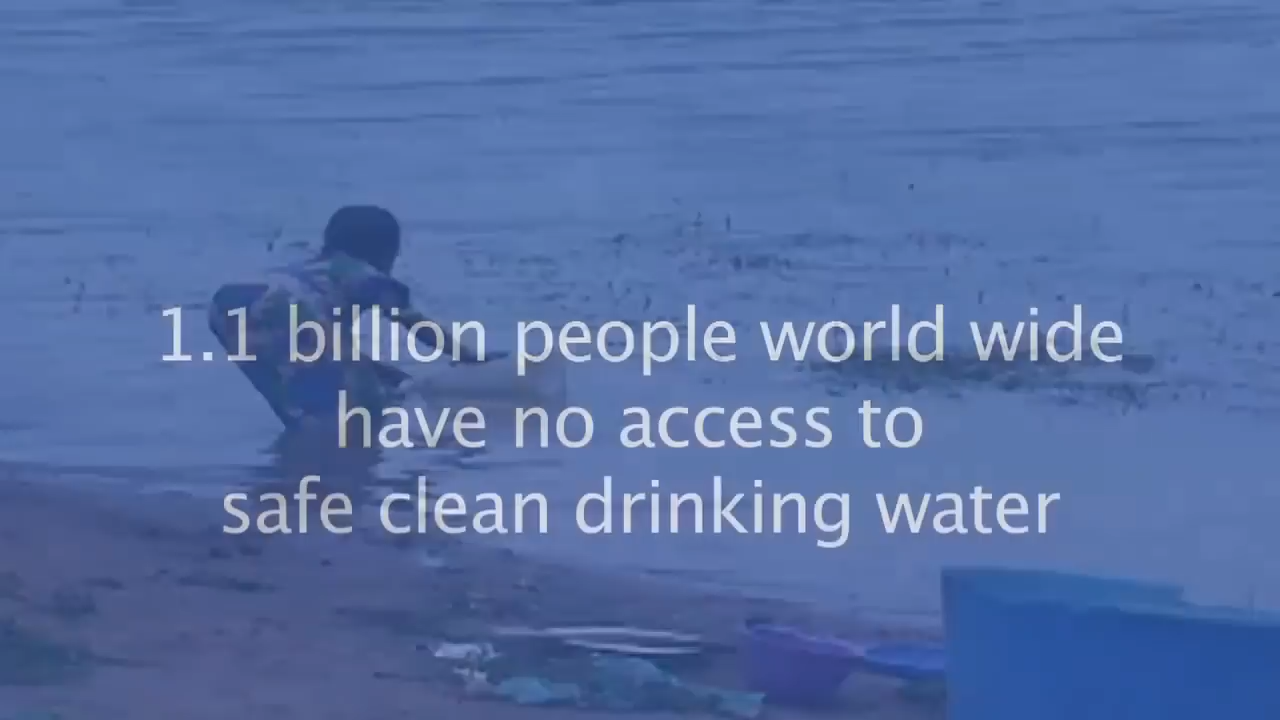 1.1 billion people world wide
have no access to
safe clean drinking water